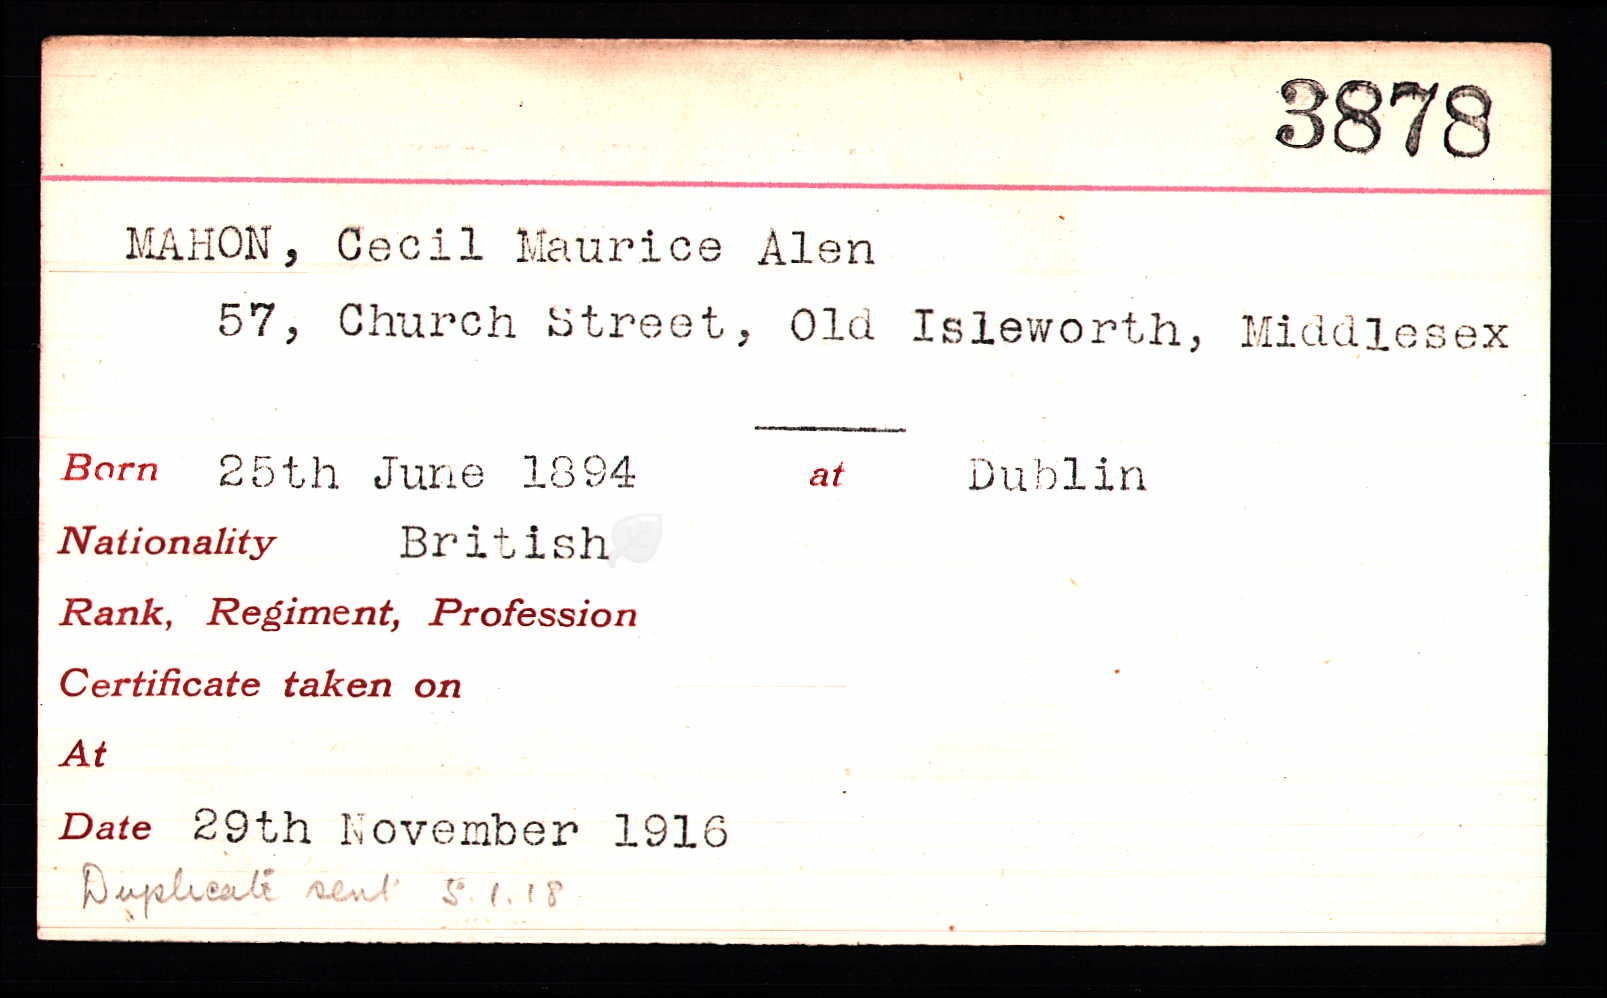 3878
MAHON, Cecil Maurice Alen
57, Church Street, Old Isleworth, Middlesex
Born 25th June 1894 at Dublin
Nationality British
Rank, Regiment, Profession
Certificate taken on
At
Date 29th November 1916
Duplicate sent 5.1.18